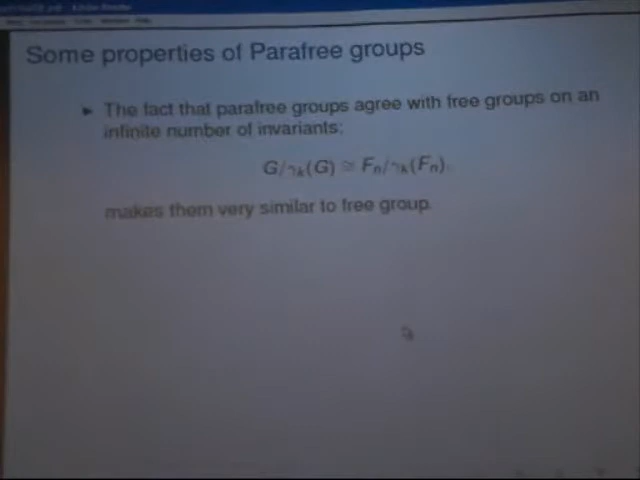 Some properties of Parafree groups
► The fact that parafree groups agree with free groups on an
infinite number of invariants:
G/γₖ(G) ≅ Fₙ/γₖ(Fₙ).
makes them very similar to free group.